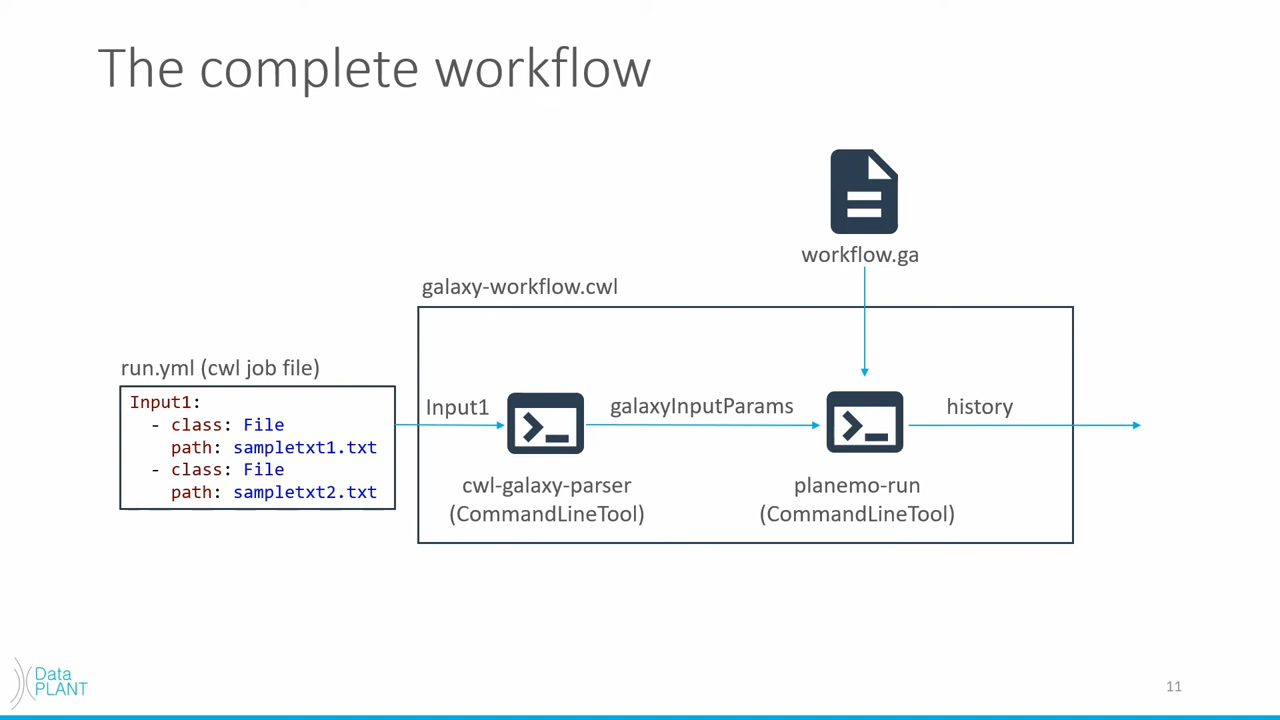 The complete workflow
workflow.ga
galaxy-workflow.cwl
run.yml (cwl job file)
Input1:
- class: File
path: sampletxt1.txt
- class: File
path: sampletxt2.txt
Input1
galaxyInputParams
history
cwl-galaxy-parser
(CommandLineTool)
planemo-run
(CommandLineTool)
Data
PLANT
11